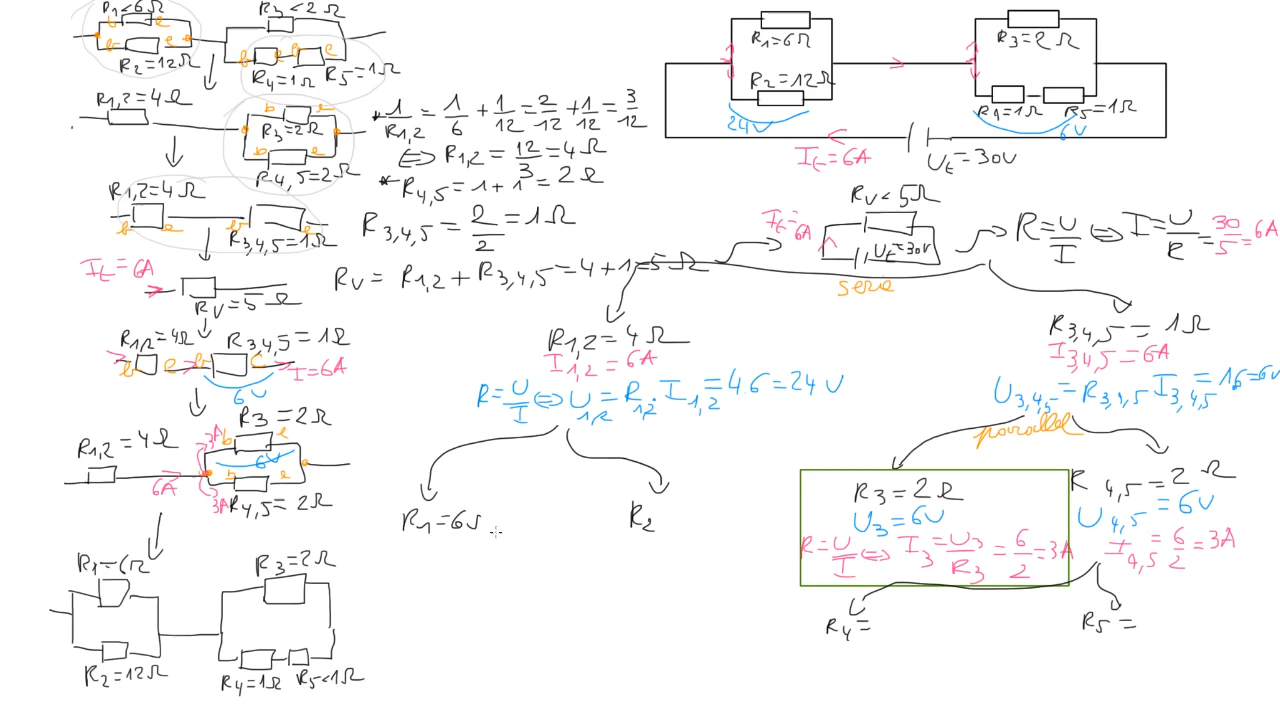 R1<6Ω
R2=12Ω
R3<2Ω
R4=1Ω R5=1Ω
b e
b e
b e b e
R1,2=4Ω
R3=2Ω
R4,5=2Ω
b e
b e
R1,2=4Ω
R3,4,5=1Ω
b e b e
It=6A
RV=5Ω
R1,2=4Ω R3,4,5=1Ω
b e b e I=6A
6V
R1,2=4Ω
R3=2Ω
3A b e
6V
6A
b e
3A R4,5=2Ω
R3=2Ω
R2=12Ω
R4=1Ω R5<1Ω
* 1/R1,2 = 1/6 + 1/12 = 2/12 + 1/12 = 3/12
⇔ R1,2 = 12/3 = 4Ω
* R4,5 = 1+1 = 2Ω
R3,4,5 = 2/2 = 1Ω
RV = R1,2 + R3,4,5 = 4+1=5Ω
R1=6Ω
R2=12Ω
24V
R3=2Ω
R1=1Ω R5=1Ω
6V
It=6A
Ut=30V
RV<5Ω
It=6A
Ut=30V
R=U/I ⇔ I=U/R=30/5=6A
serie
R1,2=4Ω
I1,2=6A
R=U/I ⇔ U1,2=R1,2.I1,2=4.6=24V
R1=6Ω
R2
R3,4,5=1Ω
I3,4,5=6A
U3,4,5=R3,4,5 I3,4,5=1.6=6V
parallel
R3=2Ω
U3=6V
R=U/I ⇔ I3=U3/R3=6/2=3A
R4,5=2Ω
U4,5=6V
I4,5=6/2=3A
R4=
R5=